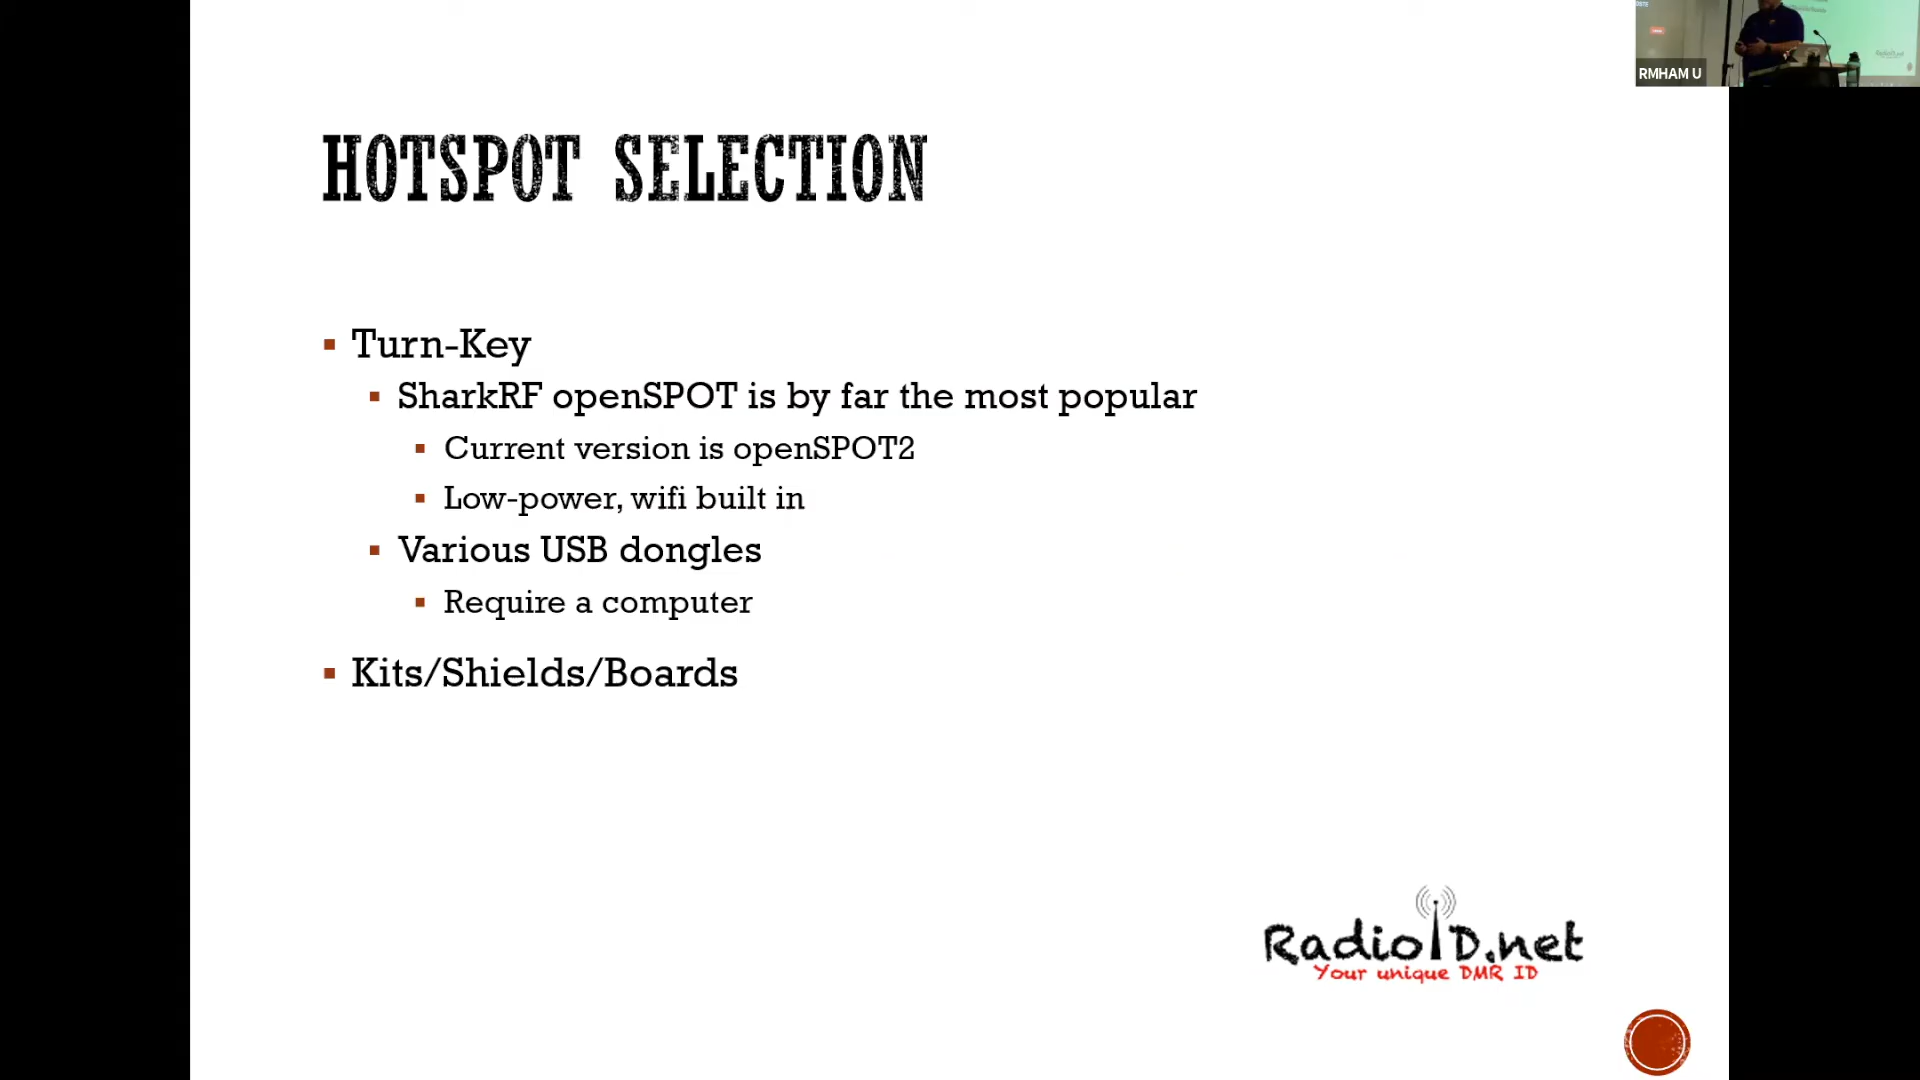 RMHAM U
HOTSPOT SELECTION
Turn-Key
SharkRF openSPOT is by far the most popular
Current version is openSPOT2
Low-power, wifi built in
Various USB dongles
Require a computer
Kits/Shields/Boards
RadioID.net
Your unique DMR ID